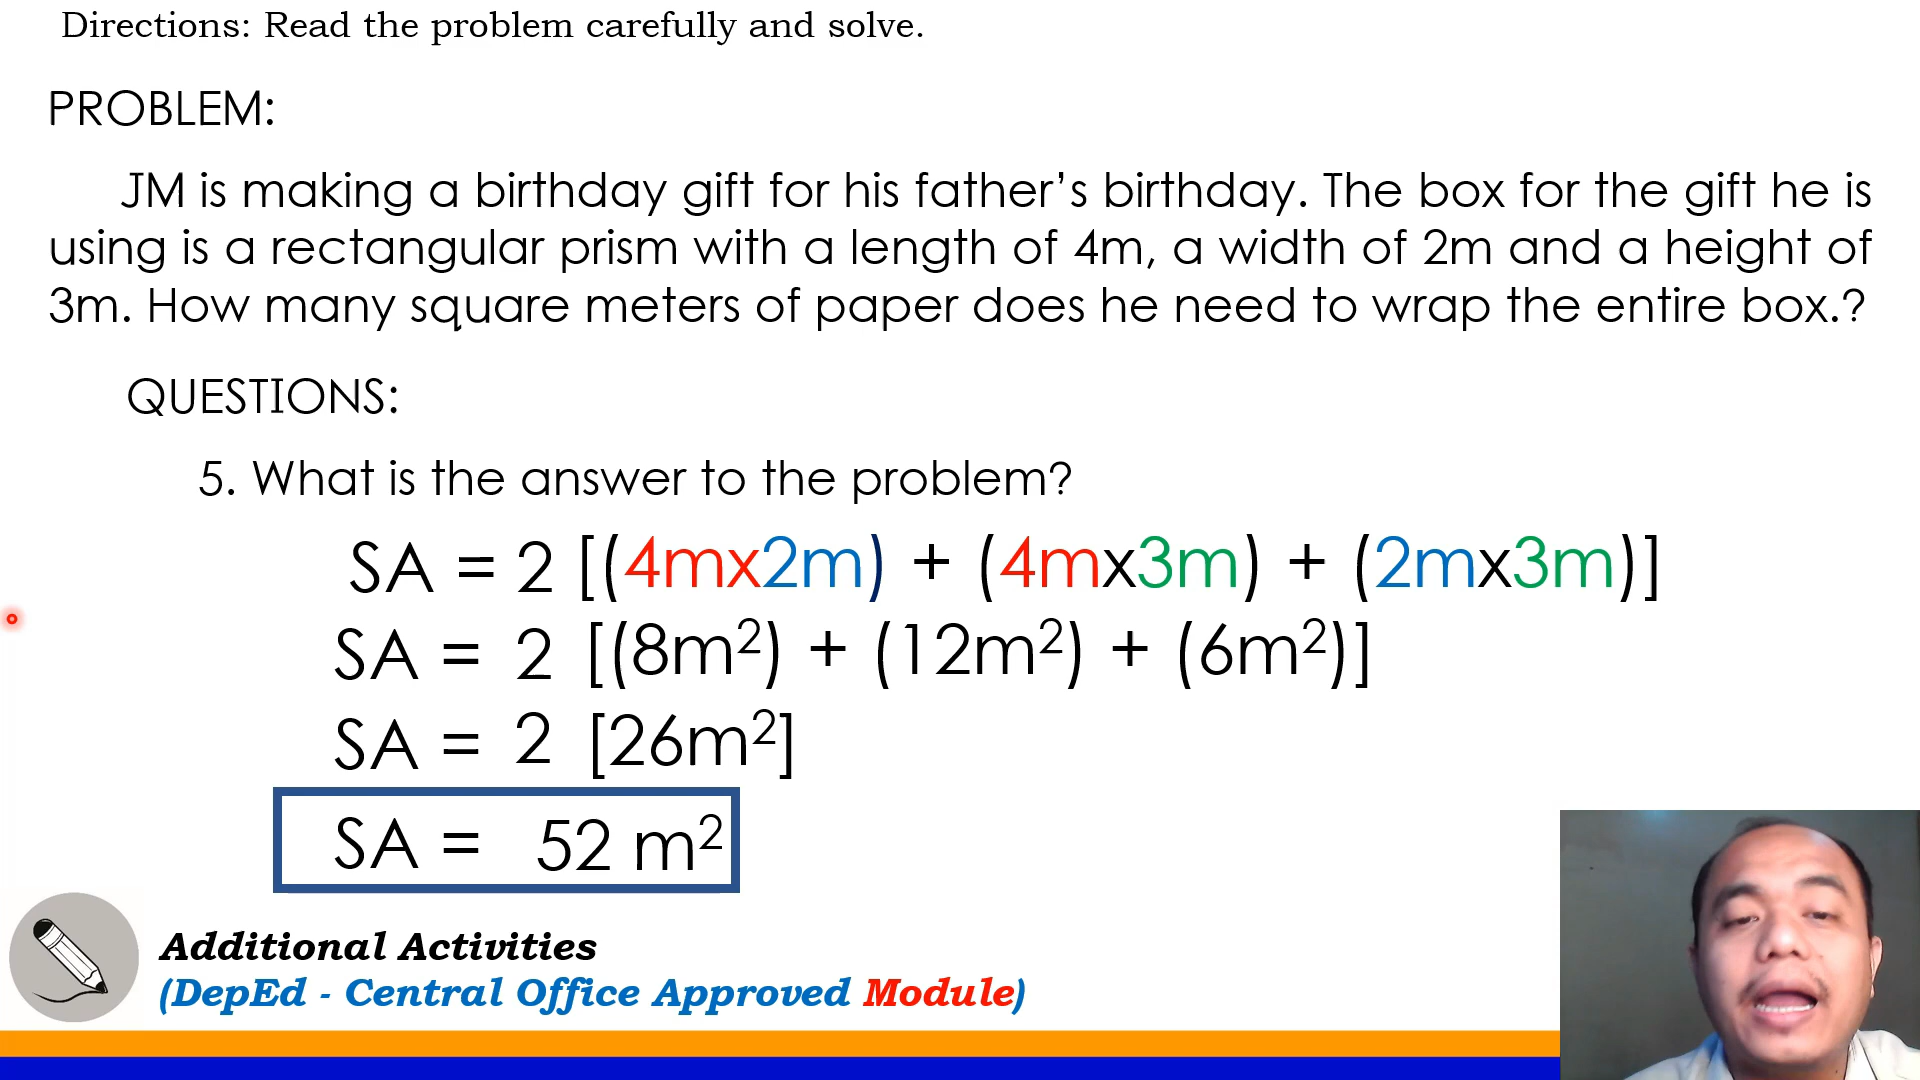 Directions: Read the problem carefully and solve.
PROBLEM:
JM is making a birthday gift for his father’s birthday. The box for the gift he is
using is a rectangular prism with a length of 4m, a width of 2m and a height of
3m. How many square meters of paper does he need to wrap the entire box.?
QUESTIONS:
5. What is the answer to the problem?
SA = 2 [(4mx2m) + (4mx3m) + (2mx3m)]
SA = 2 [(8m²) + (12m²) + (6m²)]
SA = 2 [26m²]
SA = 52 m²
Additional Activities
(DepEd - Central Office Approved Module)